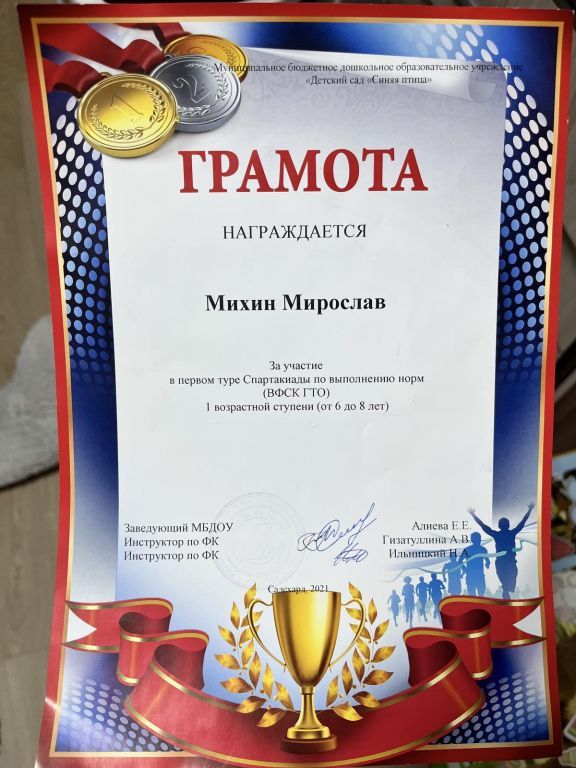 Муниципальное бюджетное дошкольное образовательное учреждение
«Детский сад «Синяя птица»
ГРАМОТА
НАГРАЖДАЕТСЯ
Михин Мирослав
За участие
в первом туре Спартакиады по выполнению норм
(ВФСК ГТО)
1 возрастной ступени (от 6 до 8 лет)
Заведующий МБДОУ Алиева Е.Е.
Инструктор по ФК Гизатуллина А.В.
Инструктор по ФК Ильницкий Н.А.
Салехард, 2021
1
2